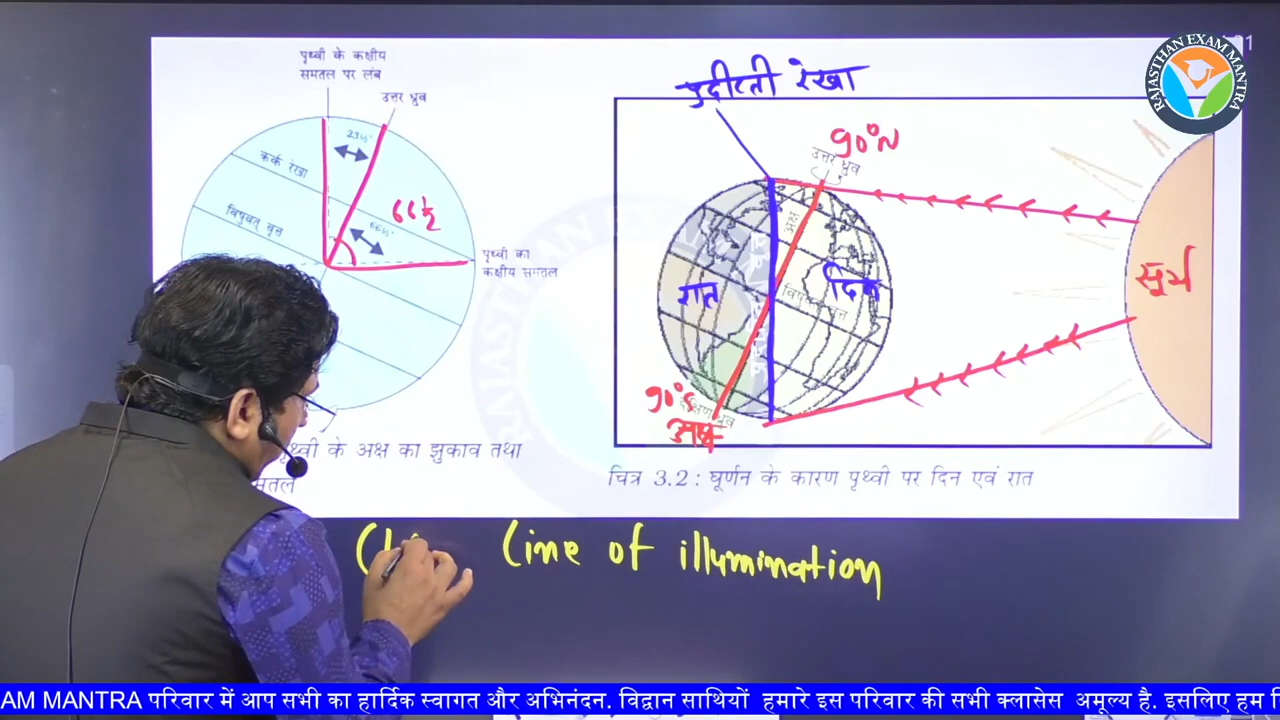 पृथ्वी के कक्षीय
समतल पर लंब
उत्तर ध्रुव
23½°
कर्क रेखा
66½
66½°
विषुवत् वृत्त
पृथ्वी का
कक्षीय समतल
पृथ्वी के अक्ष का झुकाव तथा
प्रदीप्ती रेखा
90°N
उत्तर ध्रुव
अक्ष
रात
दिन
सूर्य
90°S
अक्ष
चित्र 3.2 : घूर्णन के कारण पृथ्वी पर दिन एवं रात
Line of illumination
RAJASTHAN EXAM MANTRA
AM MANTRA परिवार में आप सभी का हार्दिक स्वागत और अभिनंदन. विद्वान साथियों हमारे इस परिवार की सभी क्लासेस अमूल्य है. इसलिए हम